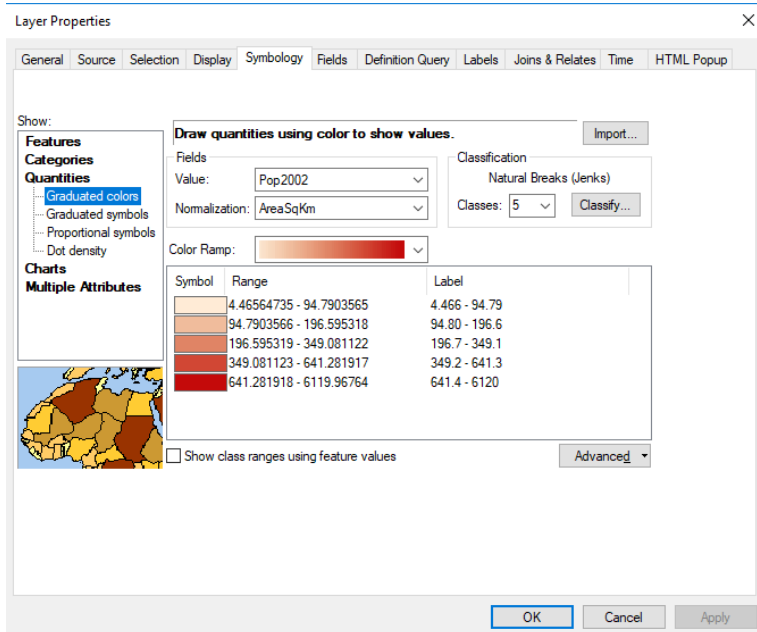 Layer Properties
General Source Selection Display Symbology Fields Definition Query Labels Joins & Relates Time HTML Popup
Show:
Features
Categories
Quantities
Graduated colors
Graduated symbols
Proportional symbols
Dot density
Charts
Multiple Attributes
Draw quantities using color to show values.
Import...
Fields
Value: Pop2002
Normalization: AreaSqKm
Classification
Natural Breaks (Jenks)
Classes: 5 Classify...
Color Ramp:
Symbol Range Label
4.46564735 - 94.7903565 4.466 - 94.79
94.7903566 - 196.595318 94.80 - 196.6
196.595319 - 349.081122 196.7 - 349.1
349.081123 - 641.281917 349.2 - 641.3
641.281918 - 6119.96764 641.4 - 6120
Show class ranges using feature values
Advanced
OK Cancel Apply